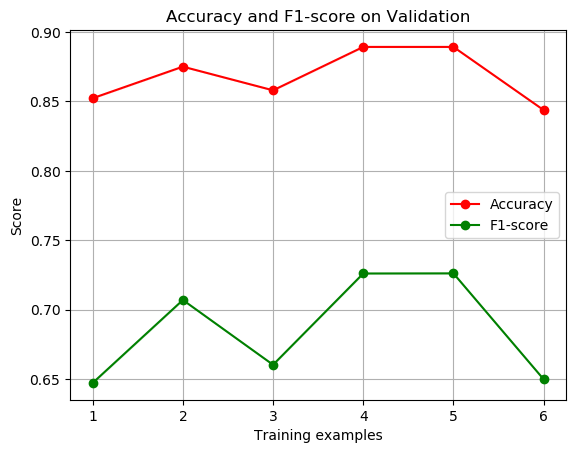 Accuracy and F1-score on Validation
0.90
0.85
0.80
0.75
0.70
0.65
Score
Accuracy
F1-score
1 2 3 4 5 6
Training examples